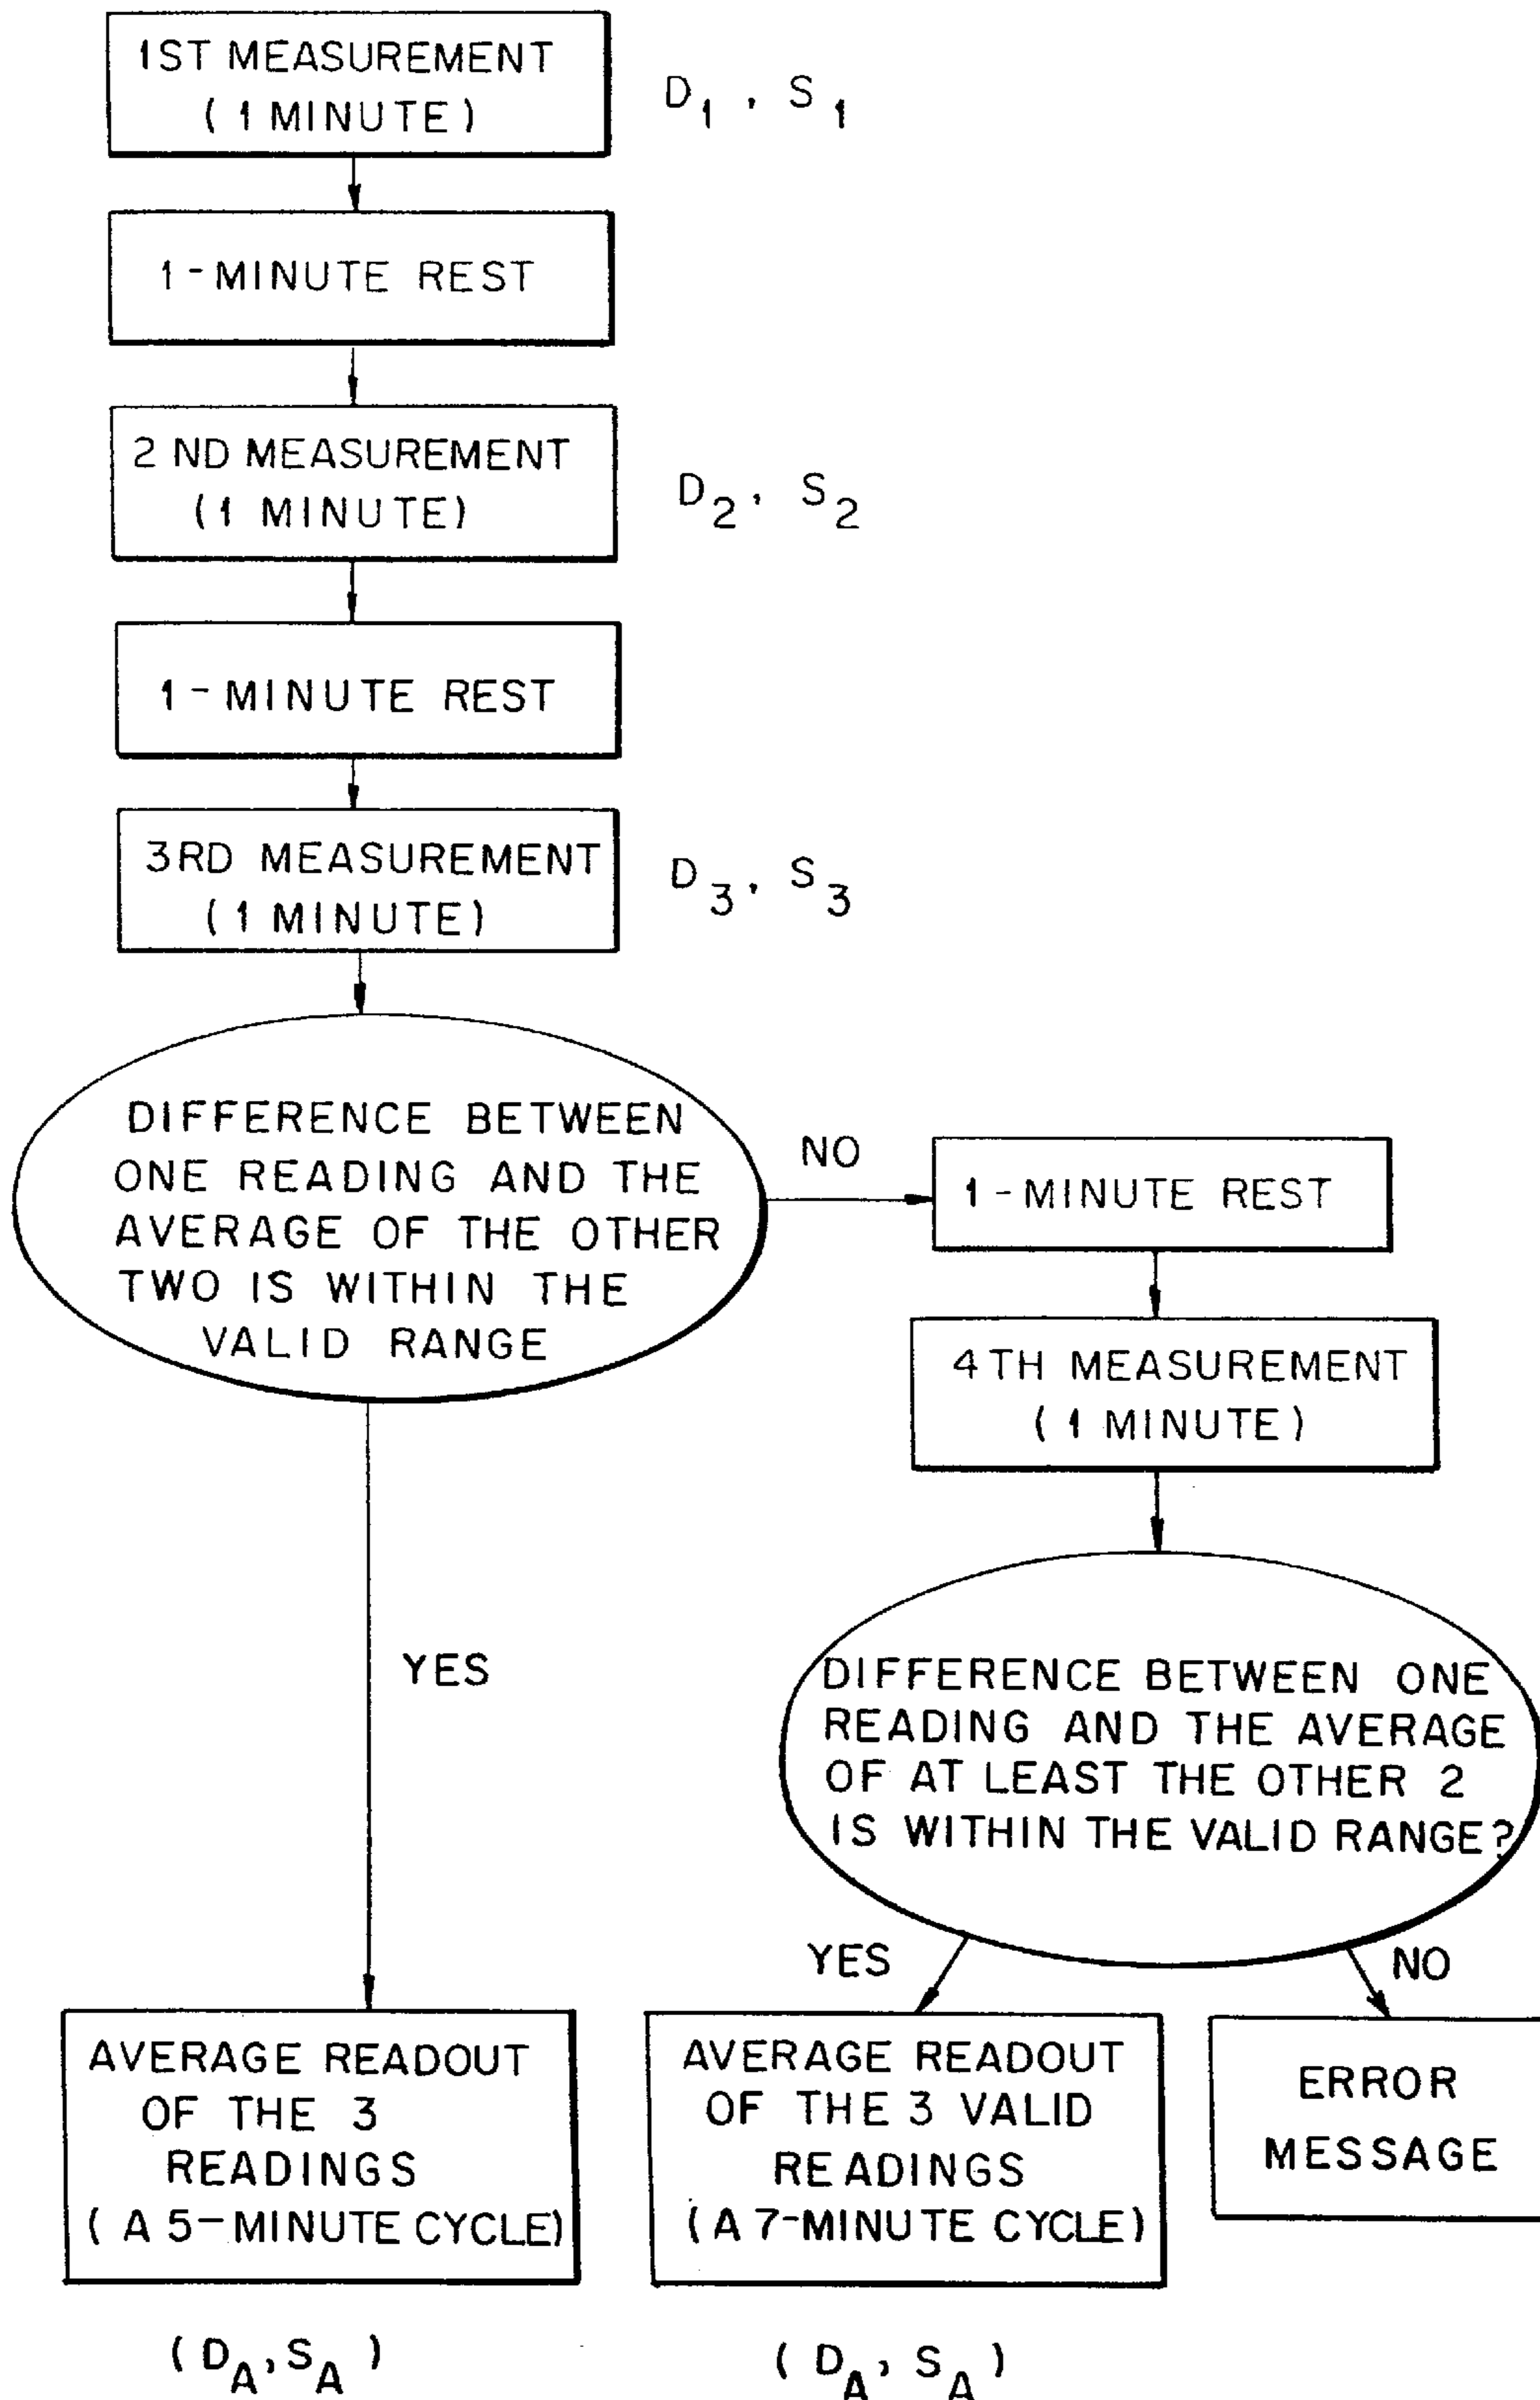 1ST MEASUREMENT
(1 MINUTE)
D1, S1
1-MINUTE REST
2ND MEASUREMENT
(1 MINUTE)
D2, S2
1-MINUTE REST
3RD MEASUREMENT
(1 MINUTE)
D3, S3
DIFFERENCE BETWEEN
ONE READING AND THE
AVERAGE OF THE OTHER
TWO IS WITHIN THE
VALID RANGE
NO
1-MINUTE REST
4TH MEASUREMENT
(1 MINUTE)
YES
DIFFERENCE BETWEEN ONE
READING AND THE AVERAGE
OF AT LEAST THE OTHER 2
IS WITHIN THE VALID RANGE?
YES
NO
AVERAGE READOUT
OF THE 3
READINGS
(A 5-MINUTE CYCLE)
(DA, SA)
AVERAGE READOUT
OF THE 3 VALID
READINGS
(A 7-MINUTE CYCLE)
(DA, SA)
ERROR
MESSAGE